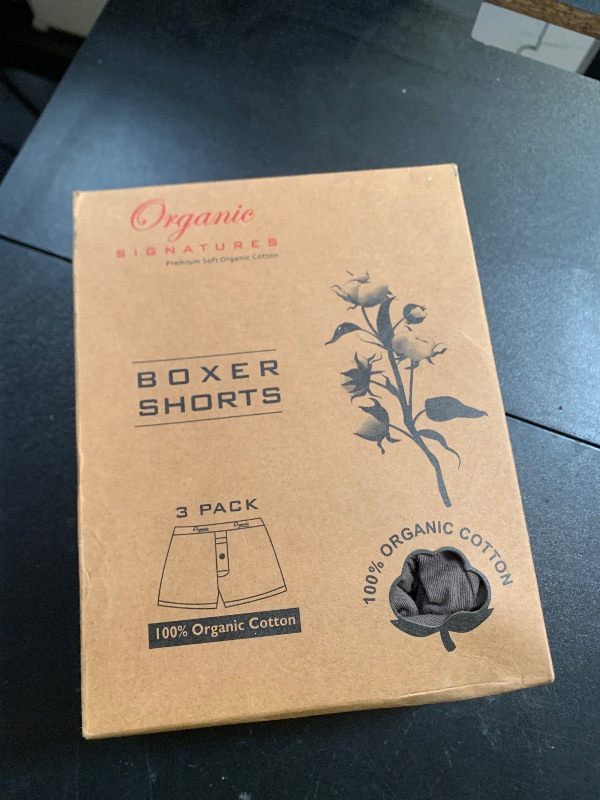 Organic
SIGNATURES
Premium Soft Organic Cotton
BOXER
SHORTS
3 PACK
100% Organic Cotton
100% ORGANIC COTTON